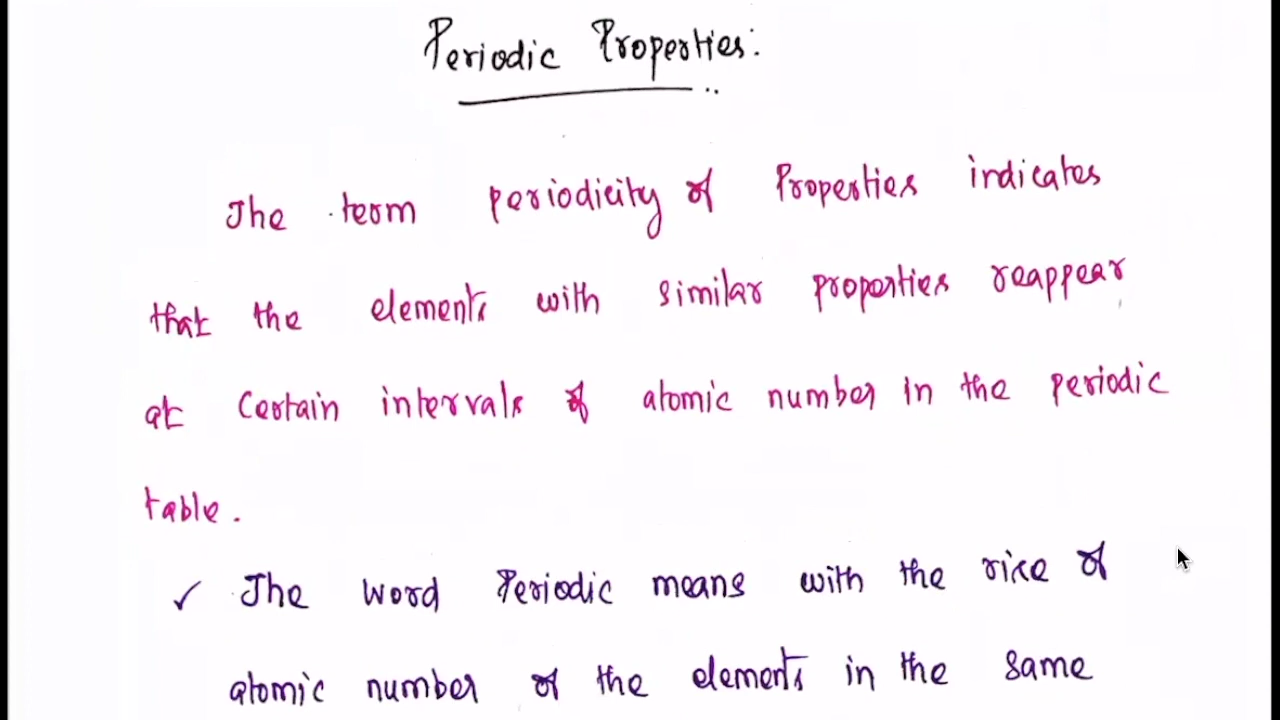 Periodic Properties:
The term periodicity of Properties indicates
that the elements with similar properties reappear
at Certain intervals of atomic number in the periodic
table.
✓ The word Periodic means with the rise of
atomic number of the elements in the same